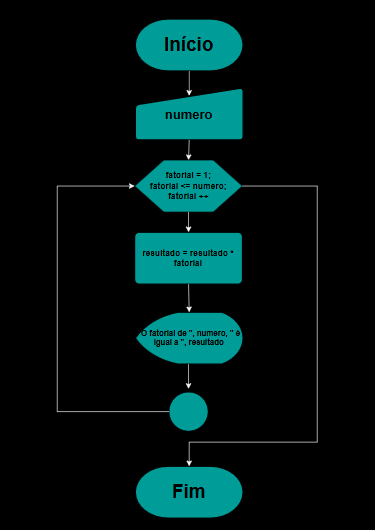 Início
numero
fatorial = 1;
fatorial <= numero;
fatorial ++
resultado = resultado *
fatorial
O fatorial de ", numero, " é
igual a ", resultado
Fim